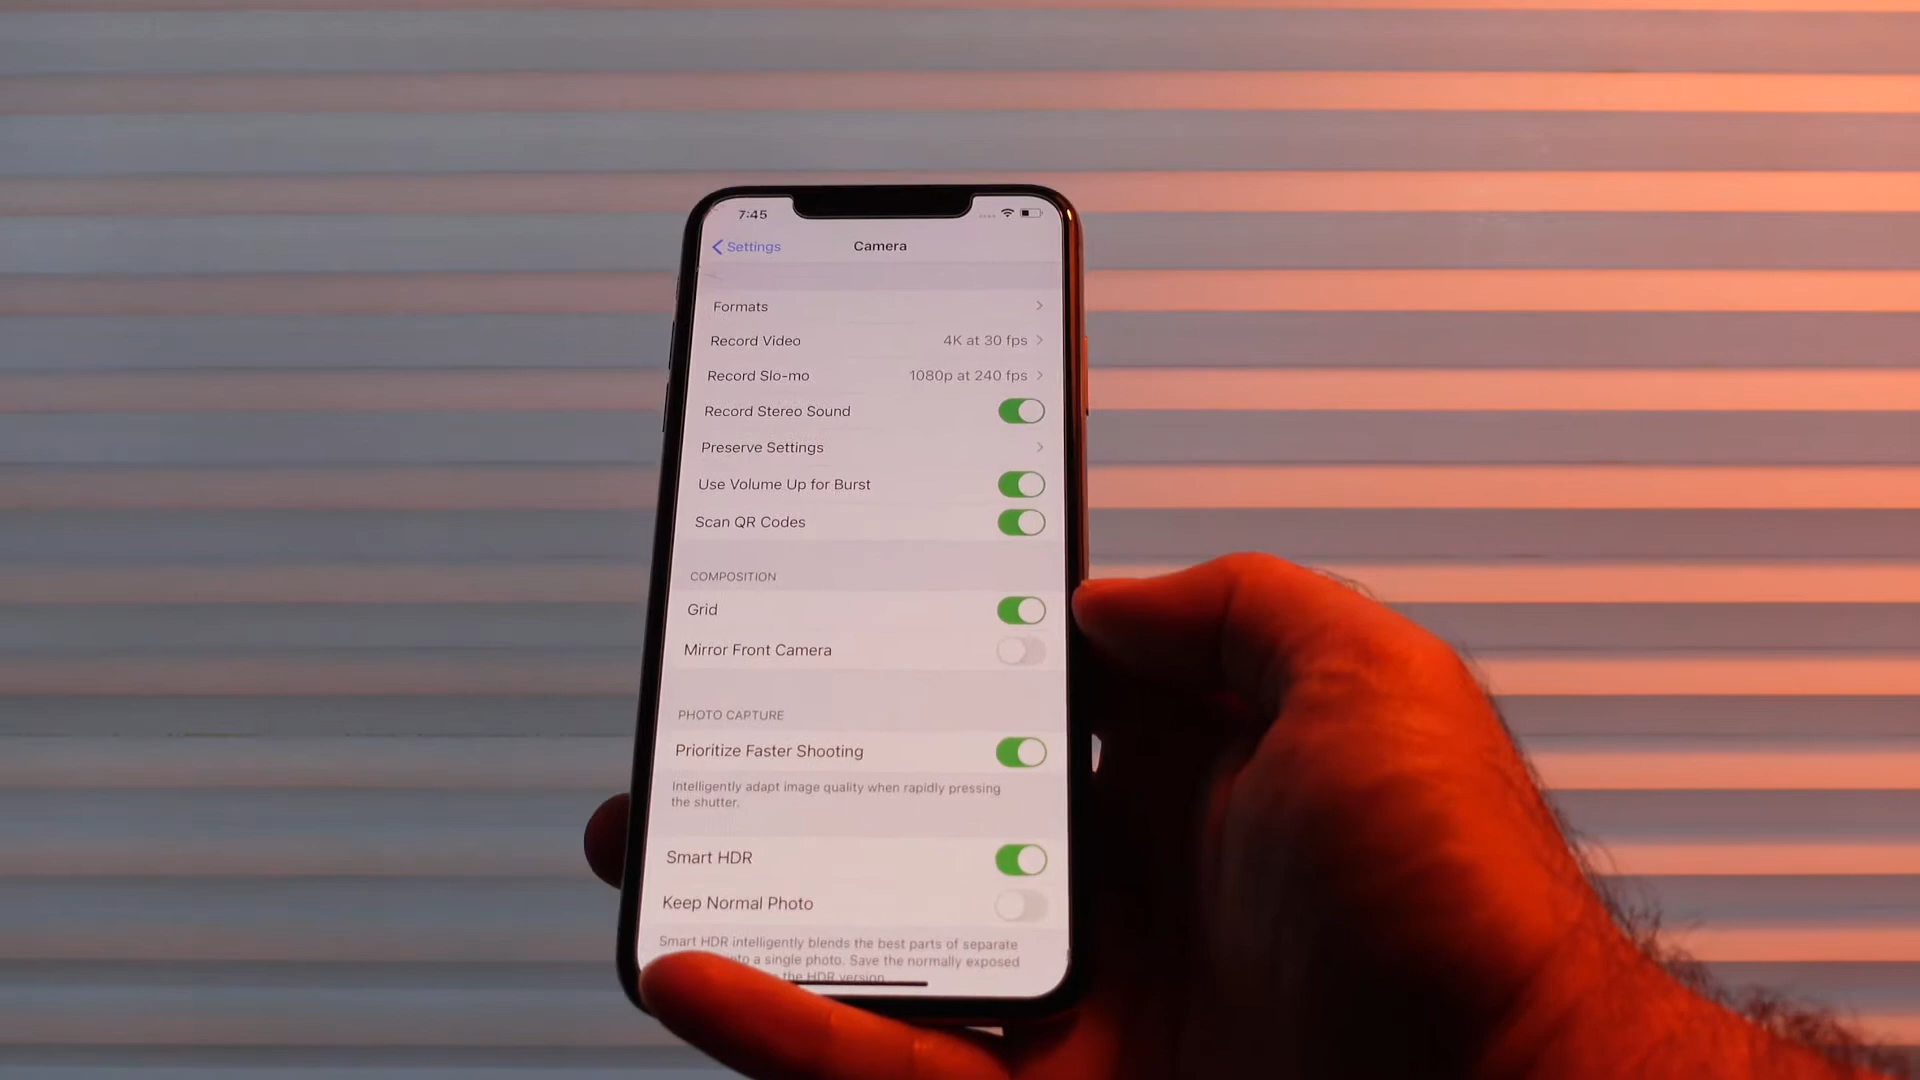 7:45
Settings
Camera
Formats
Record Video 4K at 30 fps
Record Slo-mo 1080p at 240 fps
Record Stereo Sound
Preserve Settings
Use Volume Up for Burst
Scan QR Codes
COMPOSITION
Grid
Mirror Front Camera
PHOTO CAPTURE
Prioritize Faster Shooting
Intelligently adapt image quality when rapidly pressing
the shutter.
Smart HDR
Keep Normal Photo
Smart HDR intelligently blends the best parts of separate
a single photo. Save the normally exposed
the HDR version